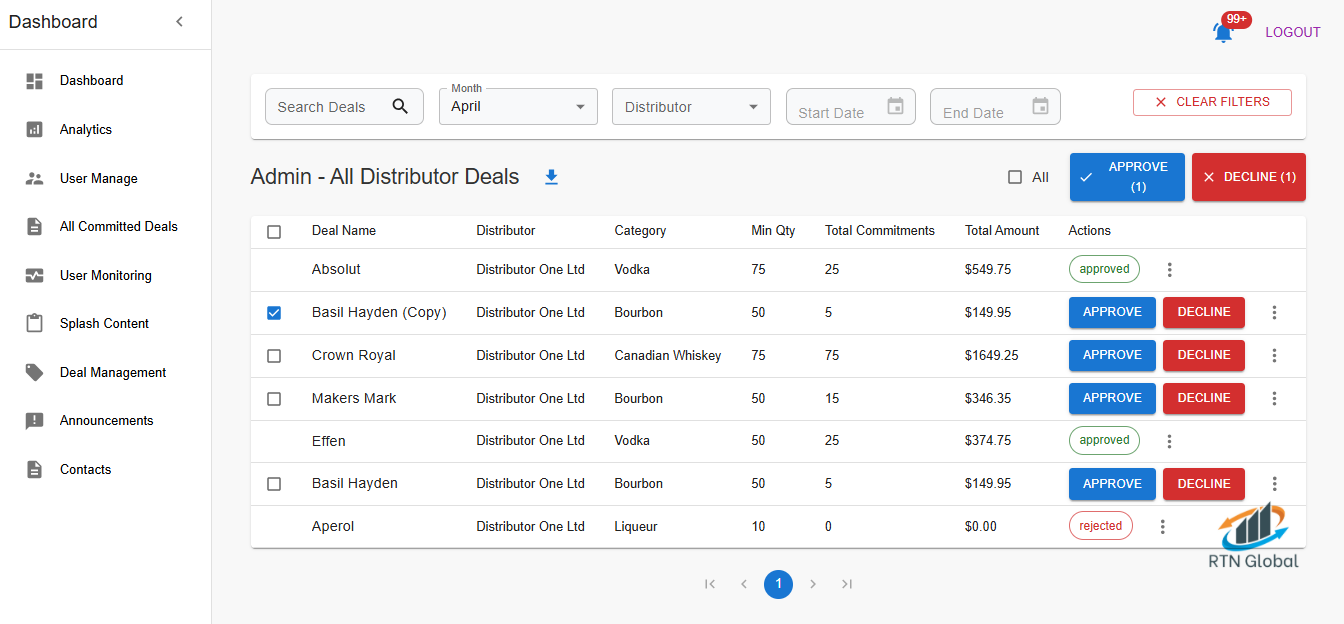 Dashboard
99+
LOGOUT
Dashboard
Analytics
User Manage
All Committed Deals
User Monitoring
Splash Content
Deal Management
Announcements
Contacts
Search Deals
Month
April
Distributor
Start Date
End Date
CLEAR FILTERS
Admin - All Distributor Deals
All
APPROVE
(1)
DECLINE (1)
Deal Name Distributor Category Min Qty Total Commitments Total Amount Actions
Absolut Distributor One Ltd Vodka 75 25 $549.75 approved
Basil Hayden (Copy) Distributor One Ltd Bourbon 50 5 $149.95 APPROVE DECLINE
Crown Royal Distributor One Ltd Canadian Whiskey 75 75 $1649.25 APPROVE DECLINE
Makers Mark Distributor One Ltd Bourbon 50 15 $346.35 APPROVE DECLINE
Effen Distributor One Ltd Vodka 50 25 $374.75 approved
Basil Hayden Distributor One Ltd Bourbon 50 5 $149.95 APPROVE DECLINE
Aperol Distributor One Ltd Liqueur 10 0 $0.00 rejected
RTN Global
1